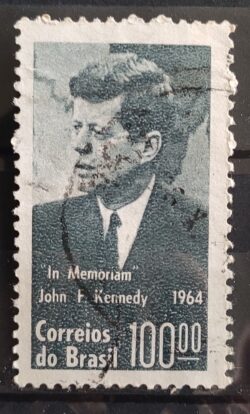 "In Memoriam"
John F. Kennedy 1964
Correios
do Brasil 100.00